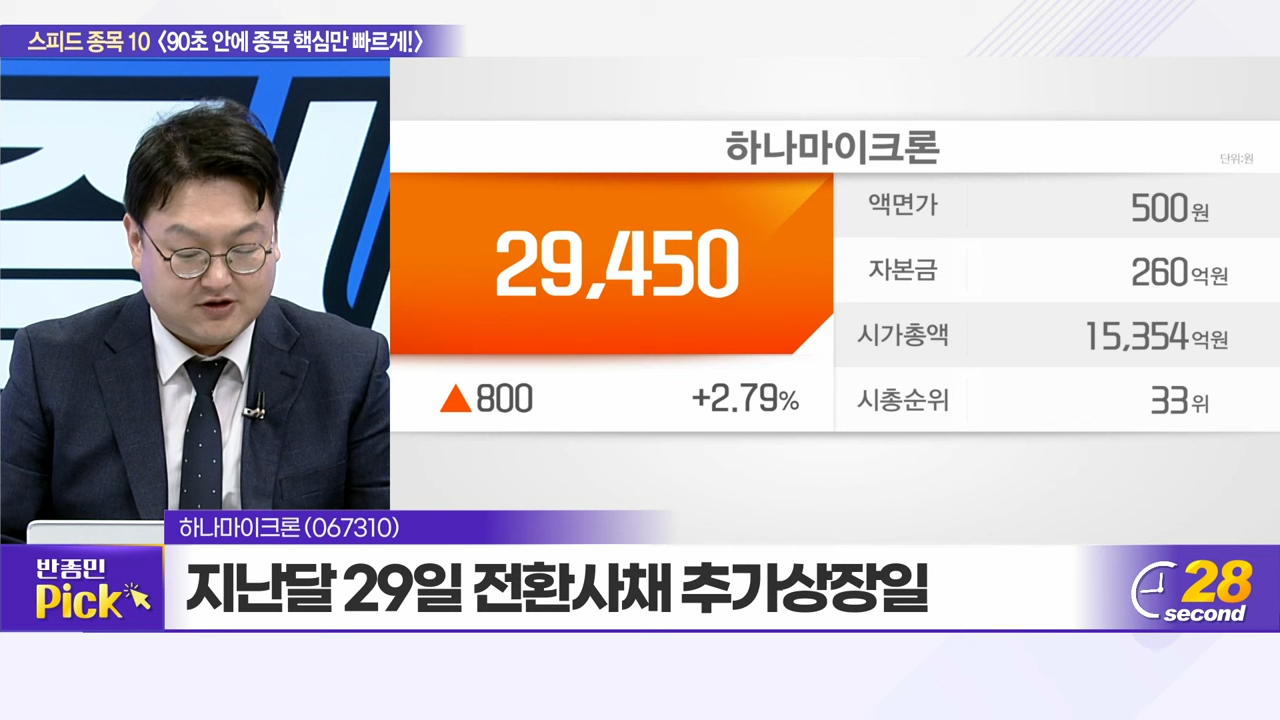 스피드 종목 10 <90초 안에 종목 핵심만 빠르게!>
하나마이크론
단위:원
29,450
▲800 +2.79%
액면가 500원
자본금 260억원
시가총액 15,354억원
시총순위 33위
하나마이크론(067310)
반종민
Pick
지난달 29일 전환사채 추가상장일
28
second